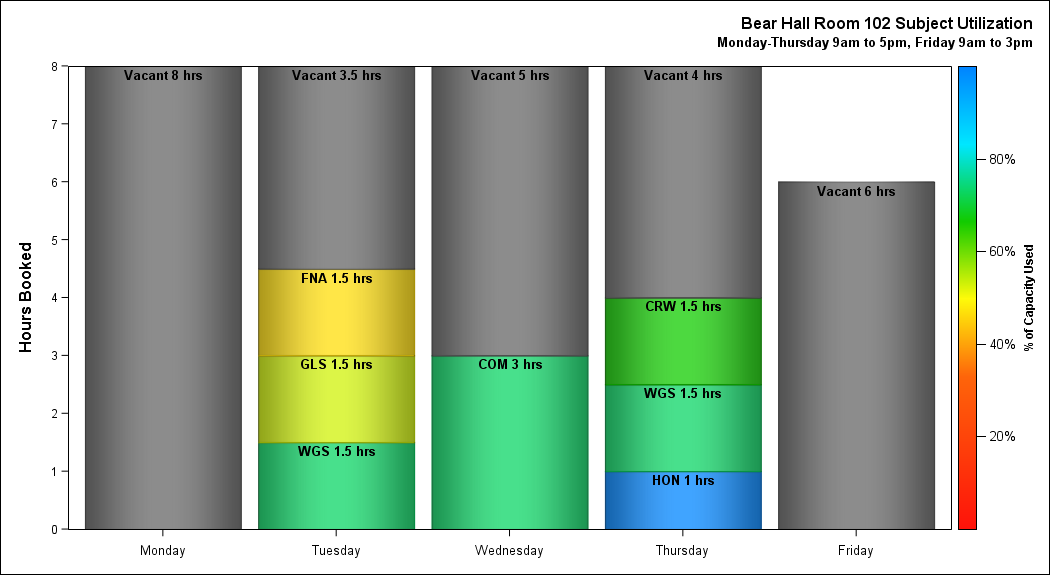 Bear Hall Room 102 Subject Utilization
Monday-Thursday 9am to 5pm, Friday 9am to 3pm
Hours Booked
8
7
6
5
4
3
2
1
0
Vacant 8 hrs
Vacant 3.5 hrs
FNA 1.5 hrs
GLS 1.5 hrs
WGS 1.5 hrs
Vacant 5 hrs
COM 3 hrs
Vacant 4 hrs
CRW 1.5 hrs
WGS 1.5 hrs
HON 1 hrs
Vacant 6 hrs
Monday
Tuesday
Wednesday
Thursday
Friday
80%
60%
40%
20%
% of Capacity Used